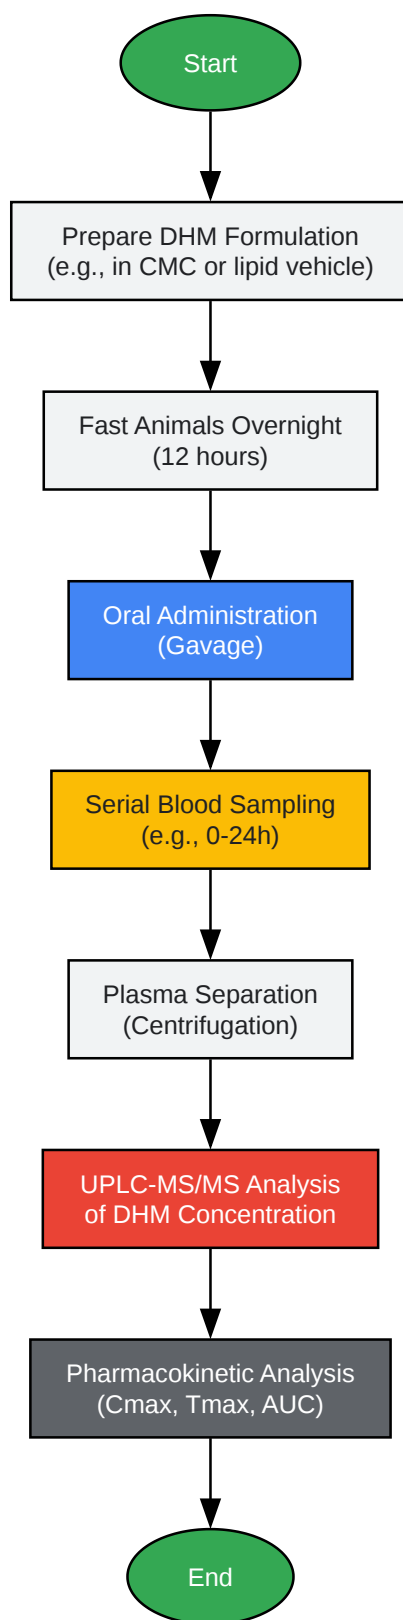 Start
Prepare DHM Formulation
(e.g., in CMC or lipid vehicle)
Fast Animals Overnight
(12 hours)
Oral Administration
(Gavage)
Serial Blood Sampling
(e.g., 0-24h)
Plasma Separation
(Centrifugation)
UPLC-MS/MS Analysis
of DHM Concentration
Pharmacokinetic Analysis
(Cmax, Tmax, AUC)
End